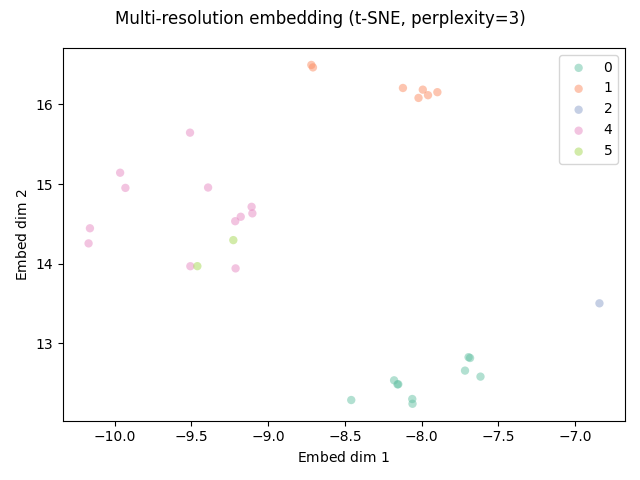 Multi-resolution embedding (t-SNE, perplexity=3)
0
1
2
4
5
16
15
14
13
Embed dim 2
−10.0 −9.5 −9.0 −8.5 −8.0 −7.5 −7.0
Embed dim 1